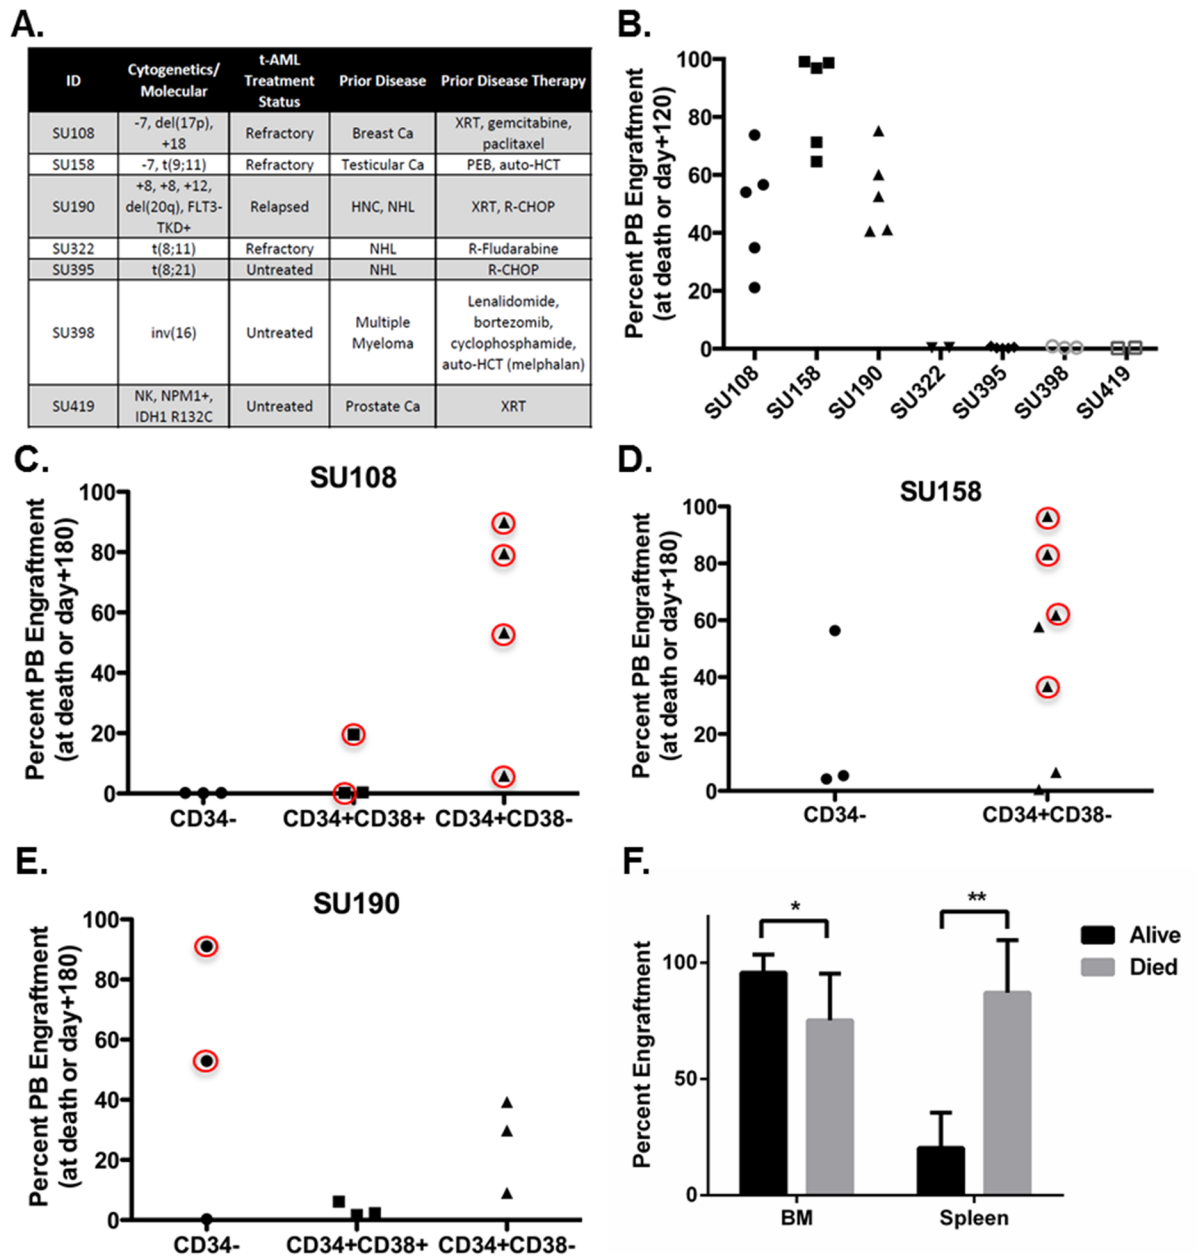 A.
ID
Cytogenetics/
Molecular
t-AML
Treatment
Status
Prior Disease
Prior Disease Therapy
SU108
-7, del(17p),
+18
Refractory
Breast Ca
XRT, gemcitabine,
paclitaxel
SU158
-7, t(9;11)
Refractory
Testicular Ca
PEB, auto-HCT
SU190
+8, +8, +12,
del(20q), FLT3-
TKD+
Relapsed
HNC, NHL
XRT, R-CHOP
SU322
t(8;11)
Refractory
NHL
R-Fludarabine
SU395
t(8;21)
Untreated
NHL
R-CHOP
SU398
inv(16)
Untreated
Multiple
Myeloma
Lenalidomide,
bortezomib,
cyclophosphamide,
auto-HCT (melphalan)
SU419
NK, NPM1+,
IDH1 R132C
Untreated
Prostate Ca
XRT
B.
Percent PB Engraftment
(at death or day+120)
100
80
60
40
20
0
SU108
SU158
SU190
SU322
SU395
SU398
SU419
C.
SU108
Percent PB Engraftment
(at death or day+180)
100
80
60
40
20
0
CD34-
CD34+CD38+
CD34+CD38-
D.
SU158
Percent PB Engraftment
(at death or day+180)
100
80
60
40
20
0
CD34-
CD34+CD38-
E.
SU190
Percent PB Engraftment
(at death or day+180)
100
80
60
40
20
0
CD34-
CD34+CD38+
CD34+CD38-
F.
Percent Engraftment
100
50
0
*
**
Alive
Died
BM
Spleen